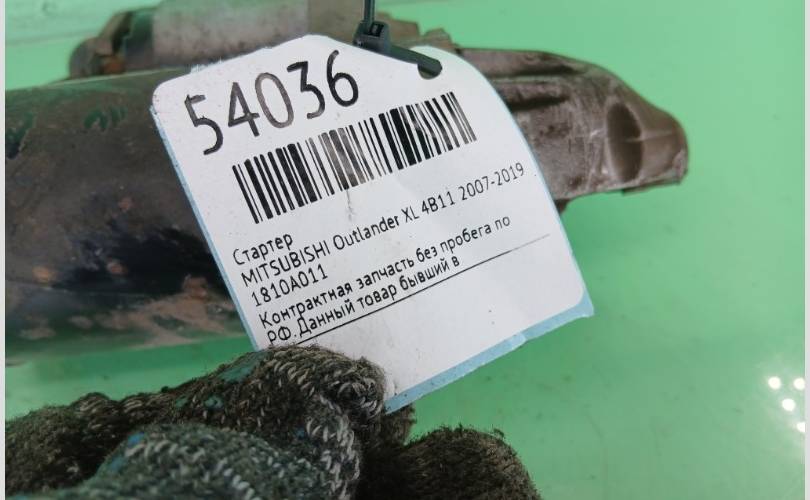 54036
Стартер
MITSUBISHI Outlander XL 4B11 2007-2019
1810A011
Контрактная запчасть без пробега по
РФ. Данный товар бывший в